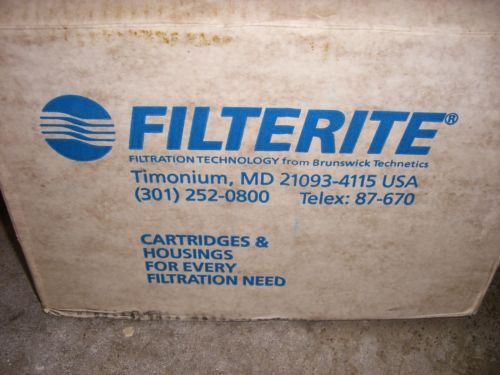 FILTERITE®
FILTRATION TECHNOLOGY from Brunswick Technetics
Timonium, MD 21093-4115 USA
(301) 252-0800 Telex: 87-670
CARTRIDGES &
HOUSINGS
FOR EVERY
FILTRATION NEED